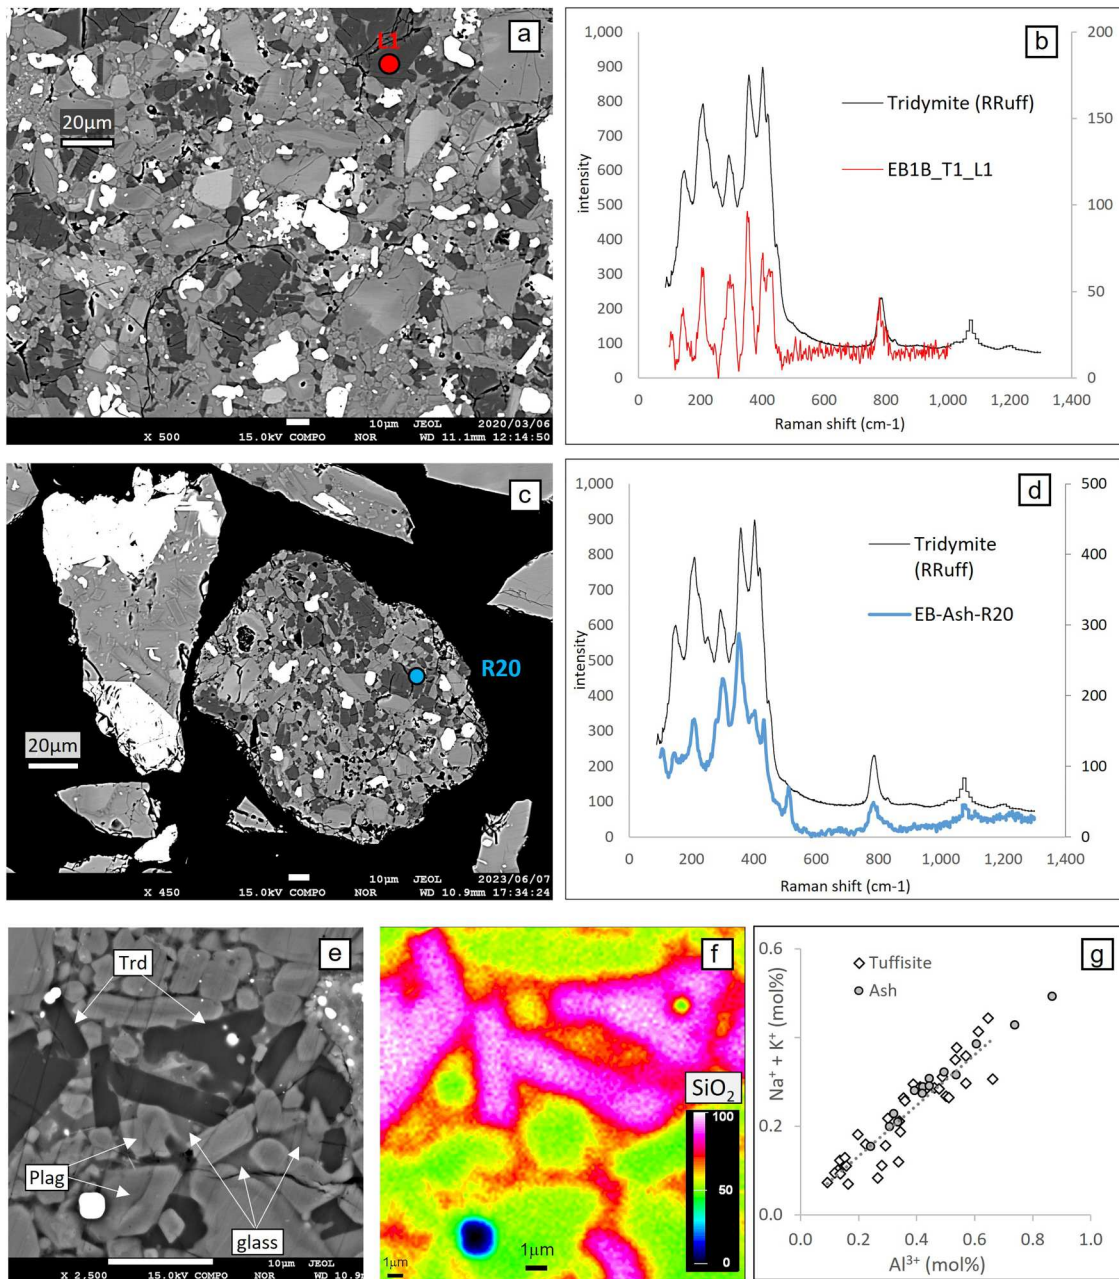 a
L1
20μm
10μm JEOL 2020/03/06
X 500 15.0kV COMPO NOR WD 11.1mm 12:14:50
b
1,000
900
800
700
600
500
400
300
200
100
0
200
150
100
50
0
intensity
Tridymite (RRuff)
EB1B_T1_L1
0 200 400 600 800 1,000 1,200 1,400
Raman shift (cm-1)
c
R20
20μm
10μm JEOL 2023/06/07
X 450 15.0kV COMPO NOR WD 10.9mm 17:34:24
d
1,000
900
800
700
600
500
400
300
200
100
0
500
400
300
200
100
0
intensity
Tridymite
(RRuff)
EB-Ash-R20
0 200 400 600 800 1,000 1,200 1,400
Raman shift (cm-1)
e
Trd
Plag
glass
10μm JEOL
X 2,500 15.0kV COMPO NOR WD 10.9m
f
SiO2
100
50
0
1μm
1μm
g
Tuffisite
Ash
Na+ + K+ (mol%)
0.6
0.4
0.2
0.0
0.0 0.2 0.4 0.6 0.8 1.0
Al3+ (mol%)